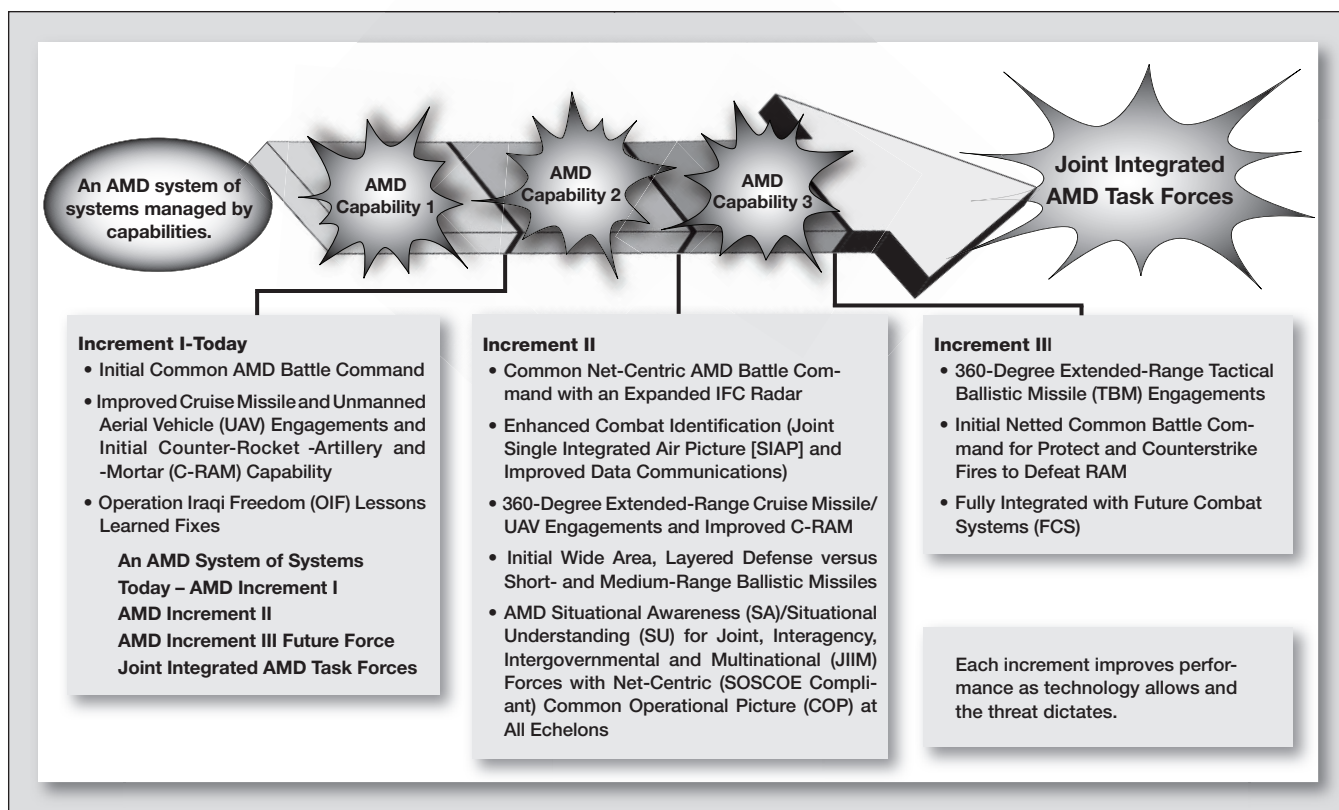 An AMD system of
systems managed by
capabilities.
AMD
Capability 1
AMD
Capability 2
AMD
Capability 3
Joint Integrated
AMD Task Forces
Increment I-Today
• Initial Common AMD Battle Command
• Improved Cruise Missile and Unmanned
Aerial Vehicle (UAV) Engagements and
Initial Counter-Rocket -Artillery and
-Mortar (C-RAM) Capability
• Operation Iraqi Freedom (OIF) Lessons
Learned Fixes
An AMD System of Systems
Today – AMD Increment I
AMD Increment II
AMD Increment III Future Force
Joint Integrated AMD Task Forces
Increment II
• Common Net-Centric AMD Battle Com-
mand with an Expanded IFC Radar
• Enhanced Combat Identification (Joint
Single Integrated Air Picture [SIAP] and
Improved Data Communications)
• 360-Degree Extended-Range Cruise Missile/
UAV Engagements and Improved C-RAM
• Initial Wide Area, Layered Defense versus
Short- and Medium-Range Ballistic Missiles
• AMD Situational Awareness (SA)/Situational
Understanding (SU) for Joint, Interagency,
Intergovernmental and Multinational (JIIM)
Forces with Net-Centric (SOSCOE Compli-
ant) Common Operational Picture (COP) at
All Echelons
Increment III
• 360-Degree Extended-Range Tactical
Ballistic Missile (TBM) Engagements
• Initial Netted Common Battle Com-
mand for Protect and Counterstrike
Fires to Defeat RAM
• Fully Integrated with Future Combat
Systems (FCS)
Each increment improves perfor-
mance as technology allows and
the threat dictates.